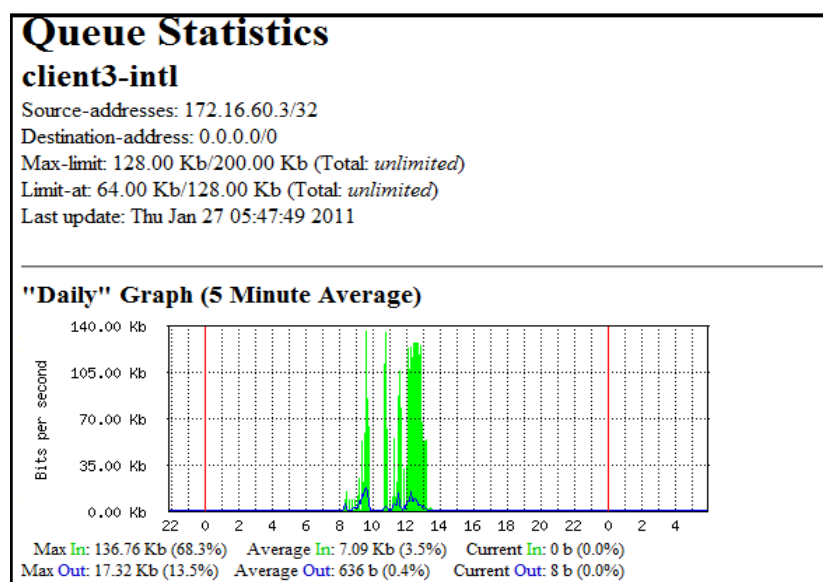 Queue Statistics
client3-intl
Source-addresses: 172.16.60.3/32
Destination-address: 0.0.0.0/0
Max-limit: 128.00 Kb/200.00 Kb (Total: unlimited)
Limit-at: 64.00 Kb/128.00 Kb (Total: unlimited)
Last update: Thu Jan 27 05:47:49 2011
"Daily" Graph (5 Minute Average)
140.00 Kb
105.00 Kb
70.00 Kb
35.00 Kb
0.00 Kb
Bits per second
22 0 2 4 6 8 10 12 14 16 18 20 22 0 2 4
Max In: 136.76 Kb (68.3%) Average In: 7.09 Kb (3.5%) Current In: 0 b (0.0%)
Max Out: 17.32 Kb (13.5%) Average Out: 636 b (0.4%) Current Out: 8 b (0.0%)